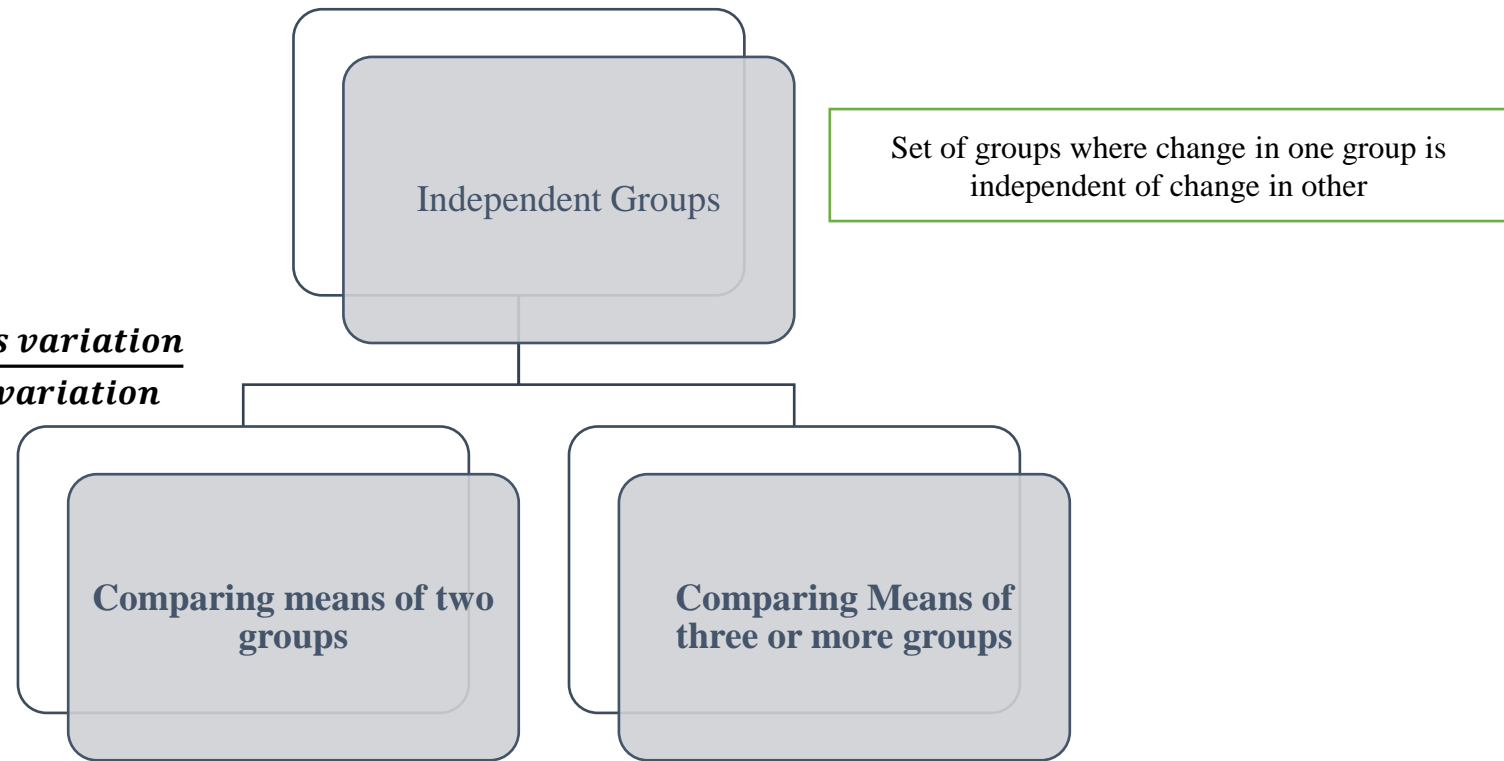 Independent Groups
Set of groups where change in one group is
independent of change in other
s variation
variation
Comparing means of two
groups
Comparing Means of
three or more groups